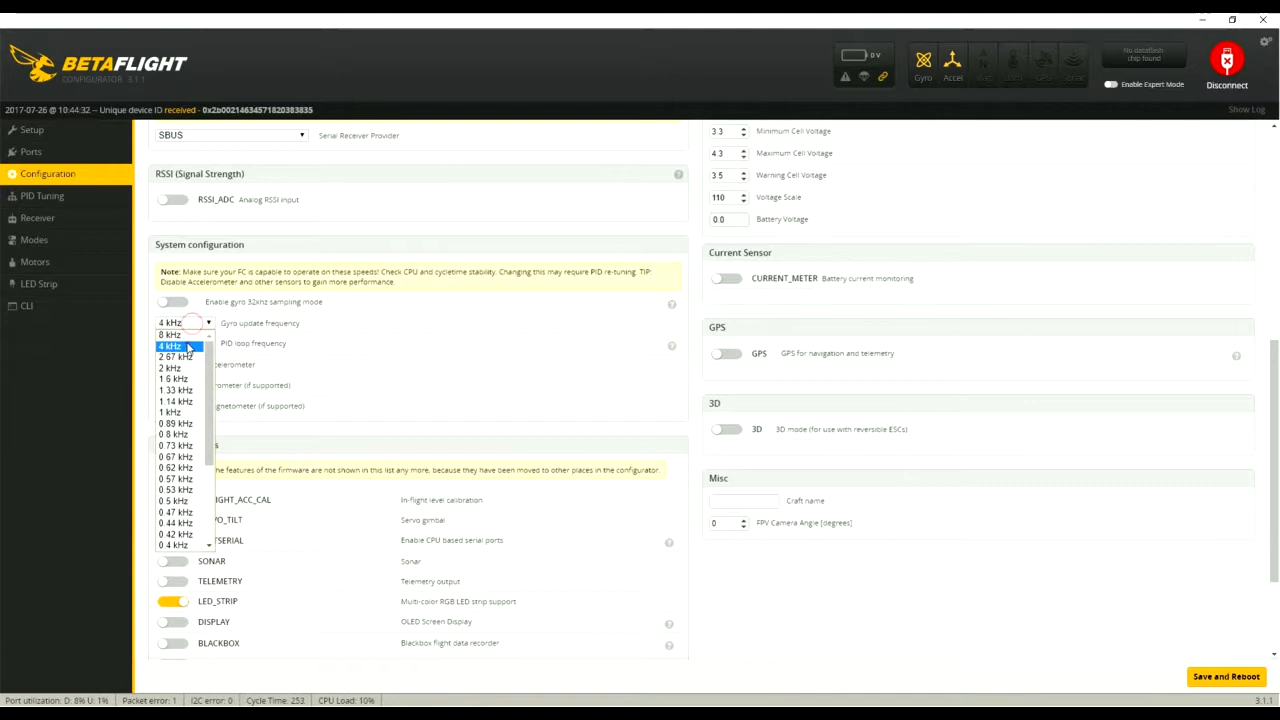 BETAFLIGHT
CONFIGURATOR 3.1.1
0 V
Gyro
Accel
No dataflash
chip found
Enable Expert Mode
Disconnect
2017-07-26 @ 10:44:32 -- Unique device ID received - 0x2b00214634571820383835
Show Log
Setup
Ports
Configuration
PID Tuning
Receiver
Modes
Motors
LED Strip
CLI
SBUS
Serial Receiver Provider
RSSI (Signal Strength)
RSSI_ADC Analog RSSI input
System configuration
Note: Make sure your FC is capable to operate on these speeds! Check CPU and cycletime stability. Changing this may require PID re-tuning. TIP:
Disable Accelerometer and other sensors to gain more performance.
Enable gyro 32khz sampling mode
4 kHz Gyro update frequency
8 kHz
4 kHz PID loop frequency
2.67 kHz
2 kHz celerometer
1.6 kHz
1.33 kHz rometer (if supported)
1.14 kHz
1 kHz gnetometer (if supported)
0.89 kHz
0.8 kHz
0.73 kHz s
0.67 kHz
0.62 kHz the features of the firmware are not shown in this list any more, because they have been moved to other places in the configurator.
0.57 kHz
0.53 kHz
0.5 kHz IGHT_ACC_CAL In-flight level calibration
0.47 kHz
0.44 kHz VO_TILT Servo gimbal
0.42 kHz
0.4 kHz TSERIAL Enable CPU based serial ports
SONAR Sonar
TELEMETRY Telemetry output
LED_STRIP Multi-color RGB LED strip support
DISPLAY OLED Screen Display
BLACKBOX Blackbox flight data recorder
3.3 Minimum Cell Voltage
4.3 Maximum Cell Voltage
3.5 Warning Cell Voltage
110 Voltage Scale
0.0 Battery Voltage
Current Sensor
CURRENT_METER Battery current monitoring
GPS
GPS GPS for navigation and telemetry
3D
3D 3D mode (for use with reversible ESCs)
Misc
Craft name
0 FPV Camera Angle [degrees]
Save and Reboot
Port utilization: D: 8% U: 1% Packet error: 1 I2C error: 0 Cycle Time: 253 CPU Load: 10% 3.1.1